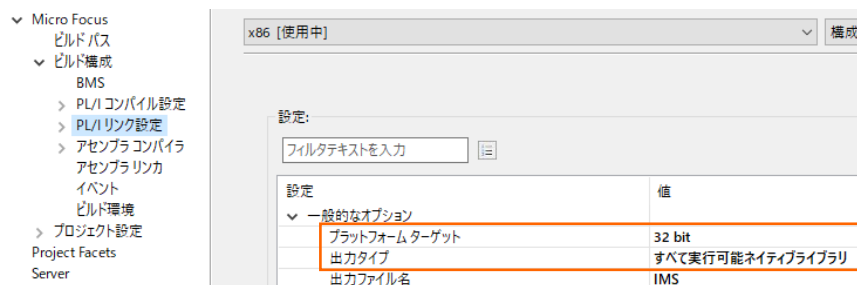 Micro Focus
ビルド パス
ビルド構成
BMS
PL/I コンパイル設定
PL/I リンク設定
アセンブラ コンパイラ
アセンブラ リンカ
イベント
ビルド環境
プロジェクト設定
Project Facets
Server
x86 [使用中]
構成
設定:
フィルタテキストを入力
設定 値
一般的なオプション
プラットフォーム ターゲット 32 bit
出力タイプ すべて実行可能ネイティブライブラリ
出力ファイル名 IMS